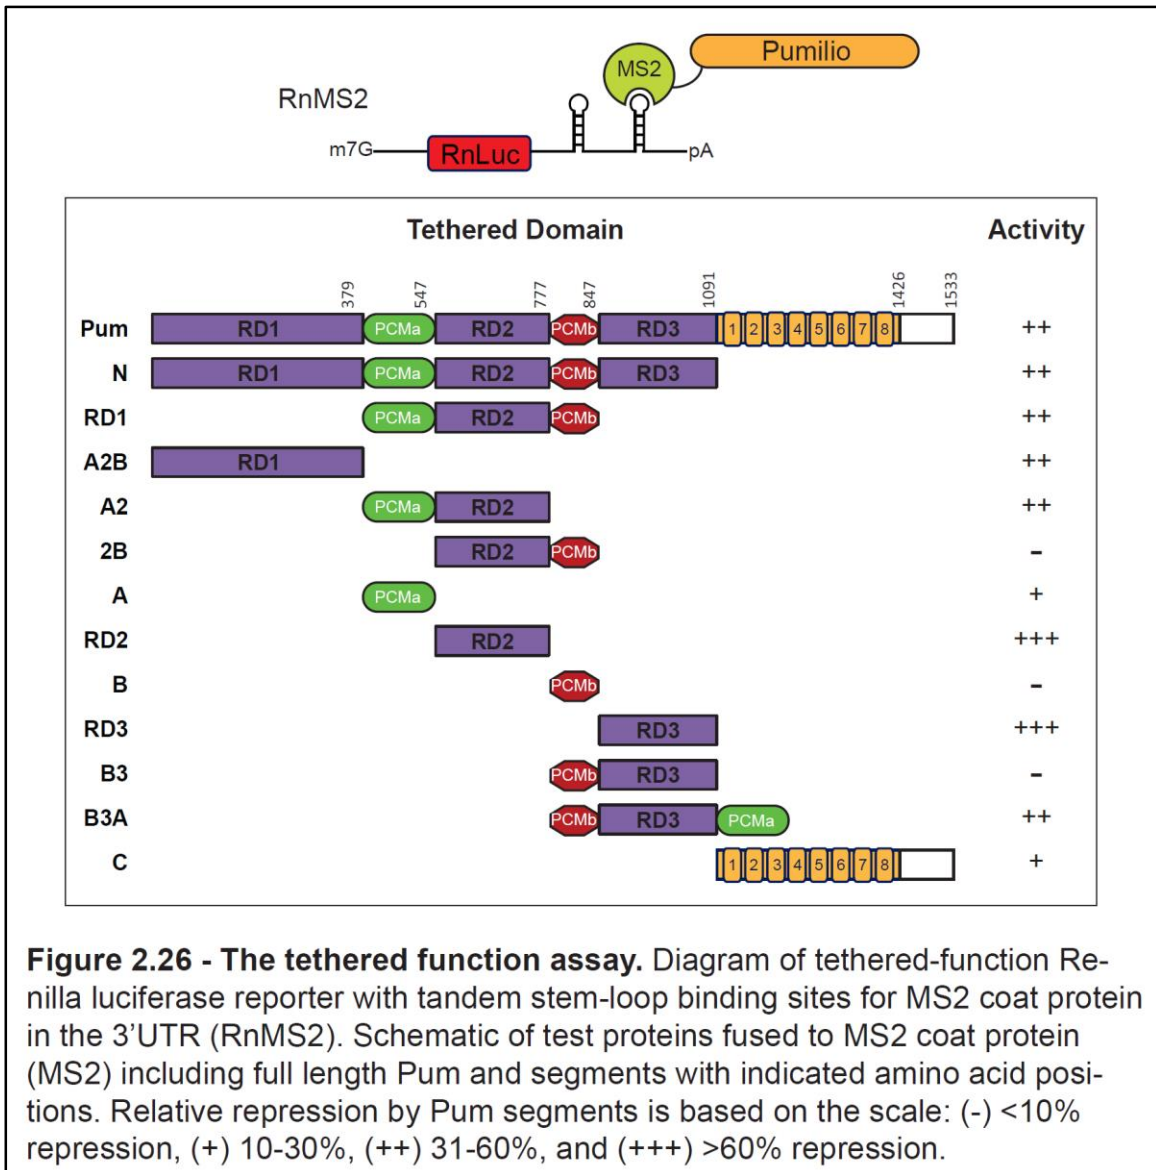 Pumilio
MS2
RnMS2
m7G RnLuc pA
Tethered Domain Activity
379 547 777 847 1091 1426 1533
Pum RD1 PCMa RD2 PCMb RD3 1 2 3 4 5 6 7 8 ++
N RD1 PCMa RD2 PCMb RD3 ++
RD1 PCMa RD2 PCMb ++
A2B RD1 ++
A2 PCMa RD2 ++
2B RD2 PCMb -
A PCMa +
RD2 RD2 +++
B PCMb -
RD3 RD3 +++
B3 PCMb RD3 -
B3A PCMb RD3 PCMa ++
C 1 2 3 4 5 6 7 8 +
Figure 2.26 - The tethered function assay. Diagram of tethered-function Re-
nilla luciferase reporter with tandem stem-loop binding sites for MS2 coat protein
in the 3’UTR (RnMS2). Schematic of test proteins fused to MS2 coat protein
(MS2) including full length Pum and segments with indicated amino acid posi-
tions. Relative repression by Pum segments is based on the scale: (-) <10%
repression, (+) 10-30%, (++) 31-60%, and (+++) >60% repression.